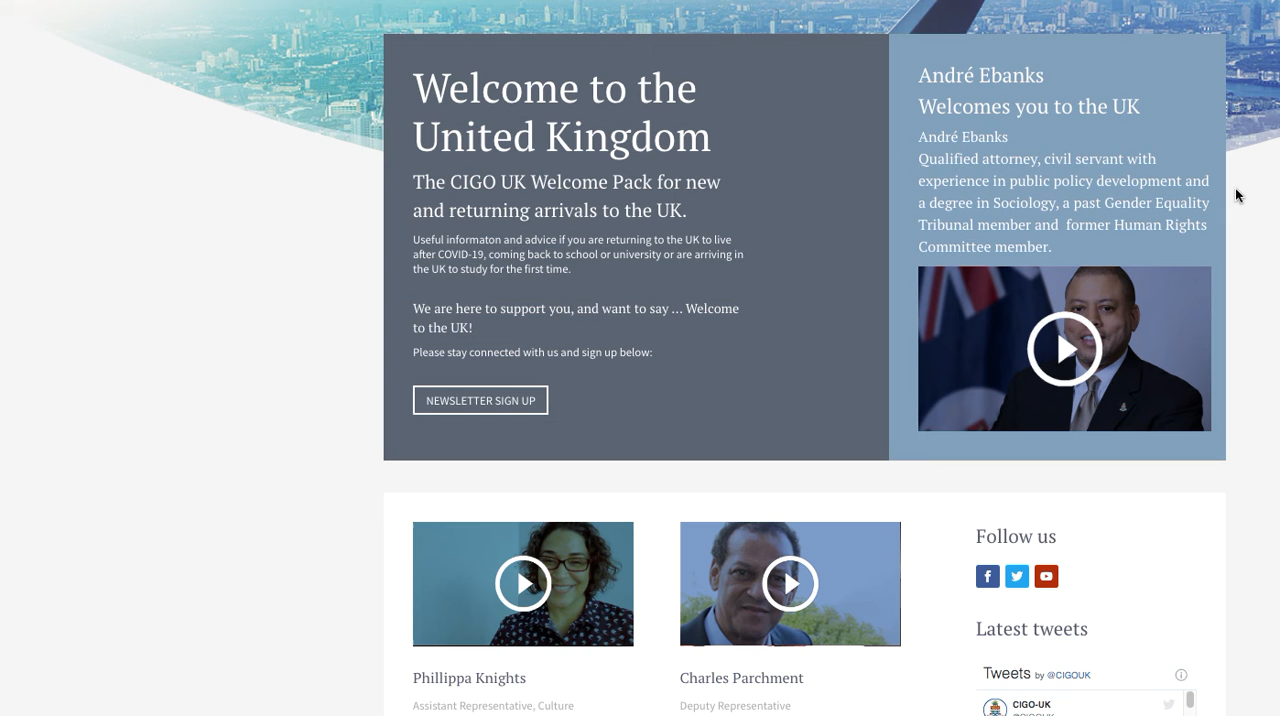 Welcome to the
United Kingdom
The CIGO UK Welcome Pack for new
and returning arrivals to the UK.
Useful informaton and advice if you are returning to the UK to live
after COVID-19, coming back to school or university or are arriving in
the UK to study for the first time.
We are here to support you, and want to say ... Welcome
to the UK!
Please stay connected with us and sign up below:
NEWSLETTER SIGN UP
André Ebanks
Welcomes you to the UK
André Ebanks
Qualified attorney, civil servant with
experience in public policy development and
a degree in Sociology, a past Gender Equality
Tribunal member and  former Human Rights
Committee member.
Phillippa Knights
Assistant Representative, Culture
Charles Parchment
Deputy Representative
Follow us
Latest tweets
Tweets by @CIGOUK
CIGO-UK
@CIGOUK